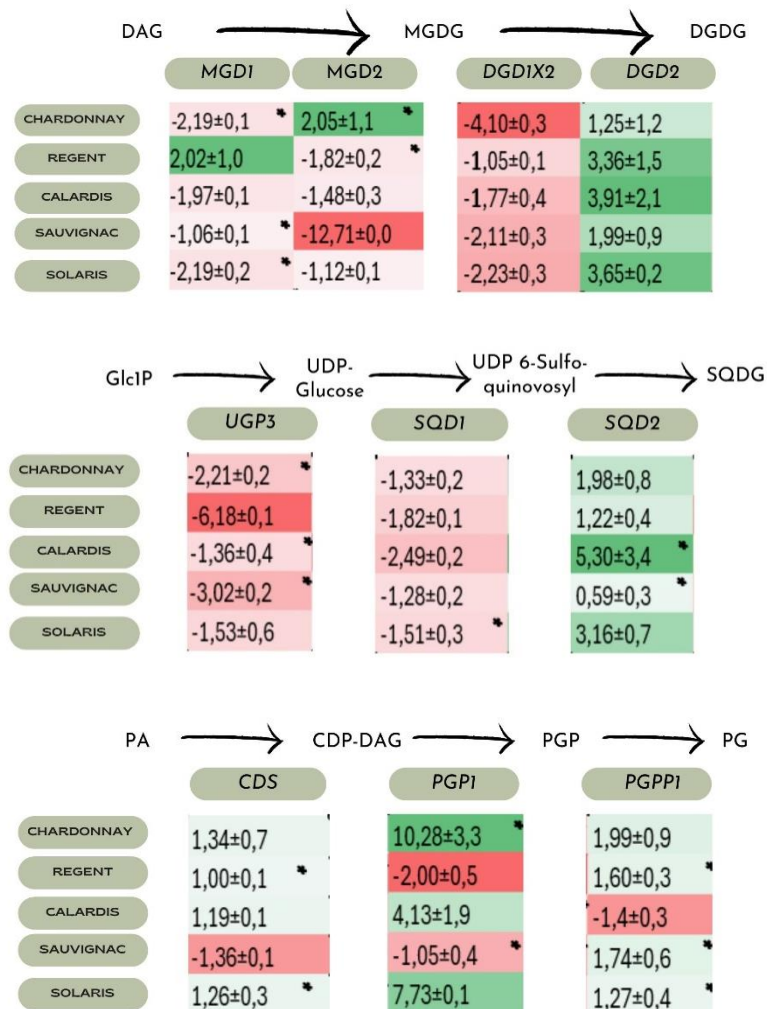 DAG MGDG DGDG
MGD1 MGD2 DGD1X2 DGD2
CHARDONNAY -2,19±0,1 * 2,05±1,1 * -4,10±0,3 1,25±1,2
REGENT 2,02±1,0 -1,82±0,2 * -1,05±0,1 3,36±1,5
CALARDIS -1,97±0,1 -1,48±0,3 -1,77±0,4 3,91±2,1
SAUVIGNAC -1,06±0,1 * -12,71±0,0 -2,11±0,3 1,99±0,9
SOLARIS -2,19±0,2 * -1,12±0,1 -2,23±0,3 3,65±0,2
Glc1P UDP-Glucose UDP 6-Sulfo-quinovosyl SQDG
UGP3 SQD1 SQD2
CHARDONNAY -2,21±0,2 * -1,33±0,2 1,98±0,8
REGENT -6,18±0,1 -1,82±0,1 1,22±0,4
CALARDIS -1,36±0,4 * -2,49±0,2 5,30±3,4 *
SAUVIGNAC -3,02±0,2 * -1,28±0,2 0,59±0,3 *
SOLARIS -1,53±0,6 -1,51±0,3 * 3,16±0,7
PA CDP-DAG PGP PG
CDS PGP1 PGPP1
CHARDONNAY 1,34±0,7 10,28±3,3 * 1,99±0,9
REGENT 1,00±0,1 * -2,00±0,5 1,60±0,3 *
CALARDIS 1,19±0,1 4,13±1,9 -1,4±0,3
SAUVIGNAC -1,36±0,1 -1,05±0,4 * 1,74±0,6 *
SOLARIS 1,26±0,3 * 7,73±0,1 1,27±0,4 *